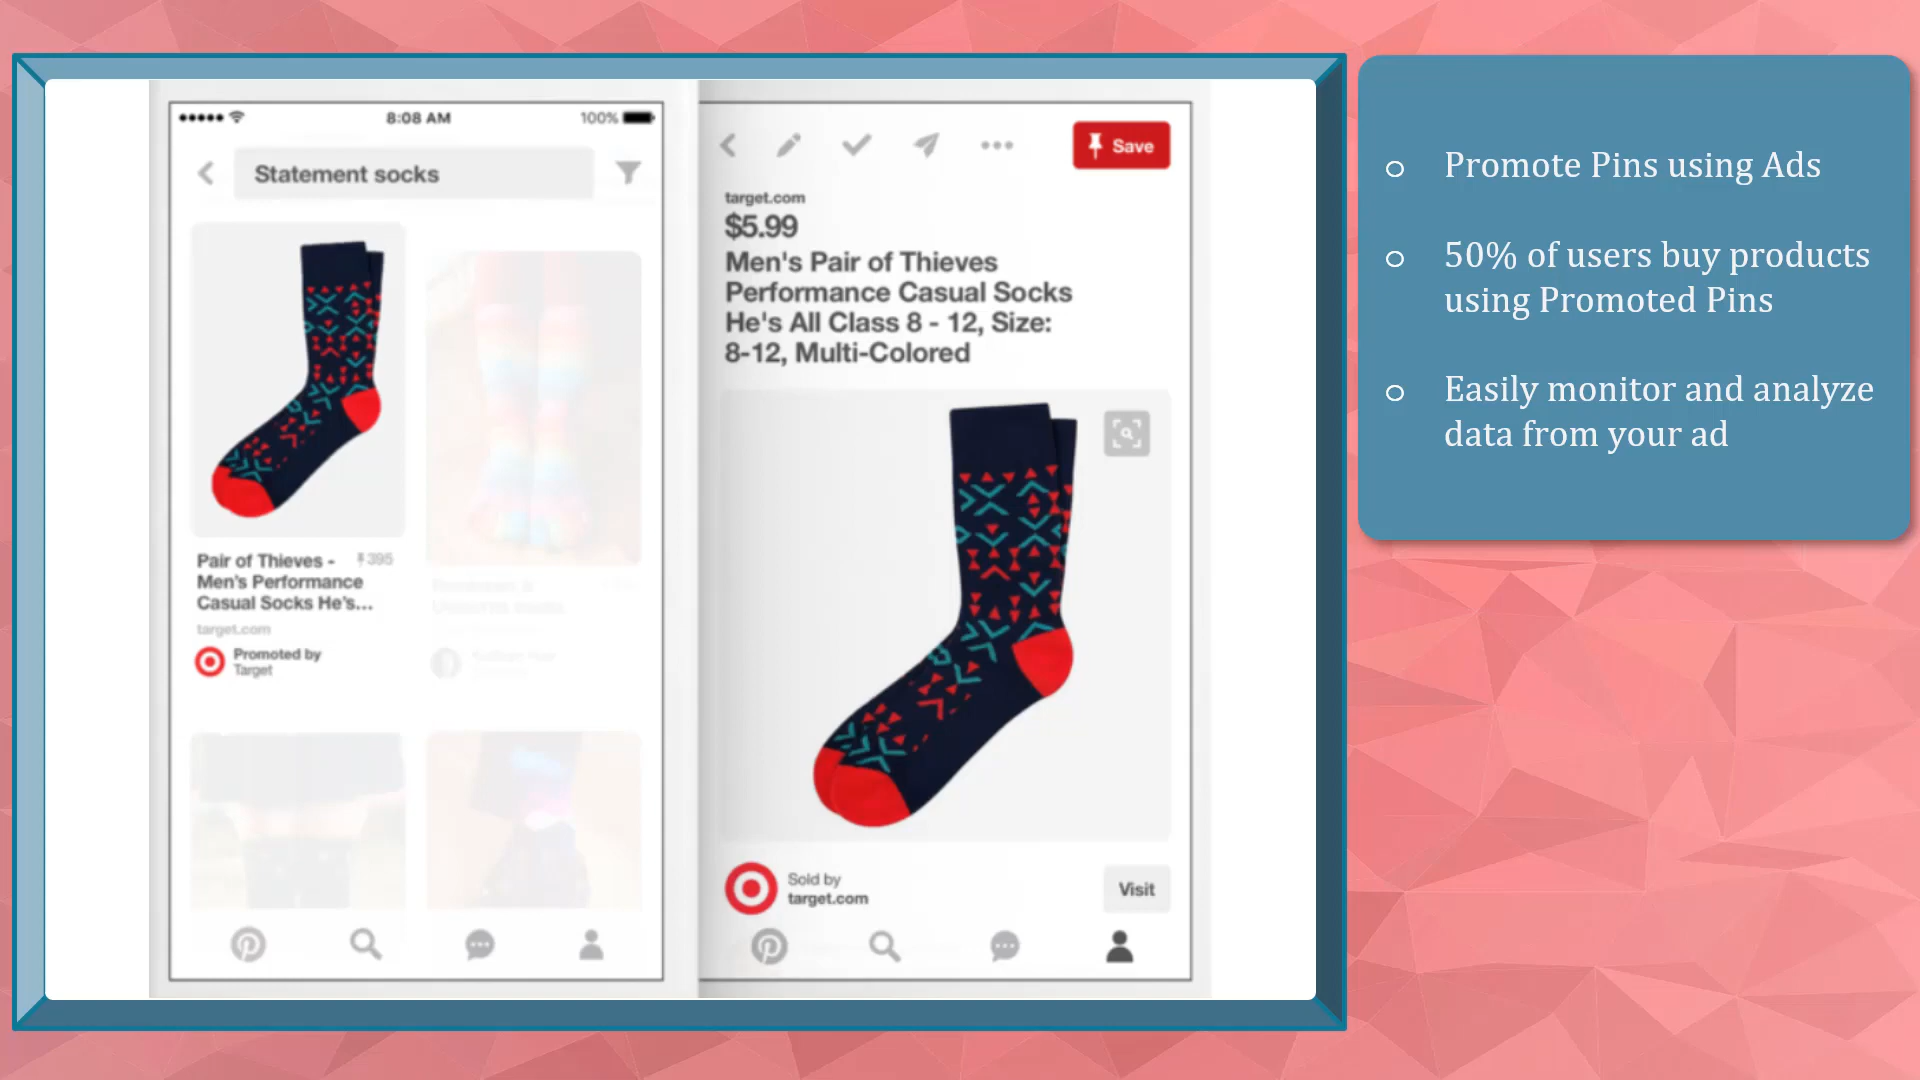 8:08 AM
100%
Statement socks
Pair of Thieves -
395
Men's Performance
Casual Socks He's...
target.com
Promoted by
Target
Save
target.com
$5.99
Men's Pair of Thieves
Performance Casual Socks
He's All Class 8 - 12, Size:
8-12, Multi-Colored
Sold by
target.com
Visit
Promote Pins using Ads
50% of users buy products
using Promoted Pins
Easily monitor and analyze
data from your ad